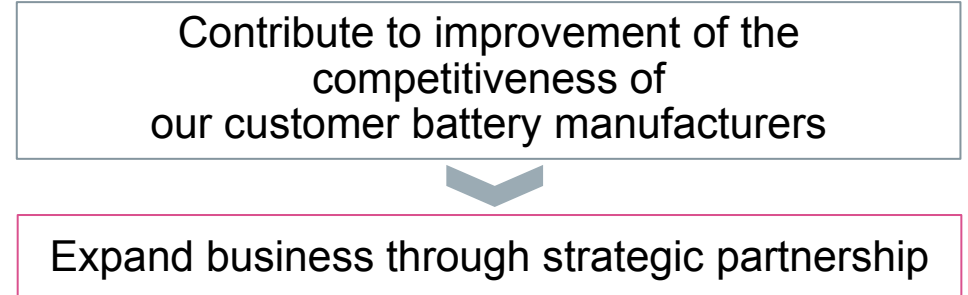 Contribute to improvement of the
competitiveness of
our customer battery manufacturers
Expand business through strategic partnership